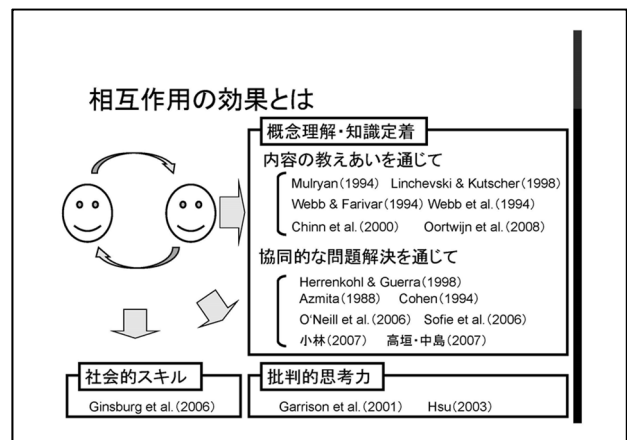 相互作用の効果とは
概念理解・知識定着
内容の教えあいを通じて
Mulryan(1994) Linchevski & Kutscher(1998)
Webb & Farivar(1994) Webb et al.(1994)
Chinn et al.(2000) Oortwijn et al.(2008)
協同的な問題解決を通じて
Herrenkohl & Guerra(1998)
Azmita(1988) Cohen(1994)
O'Neill et al.(2006) Sofie et al.(2006)
小林(2007) 高垣・中島(2007)
社会的スキル
Ginsburg et al.(2006)
批判的思考力
Garrison et al.(2001) Hsu(2003)